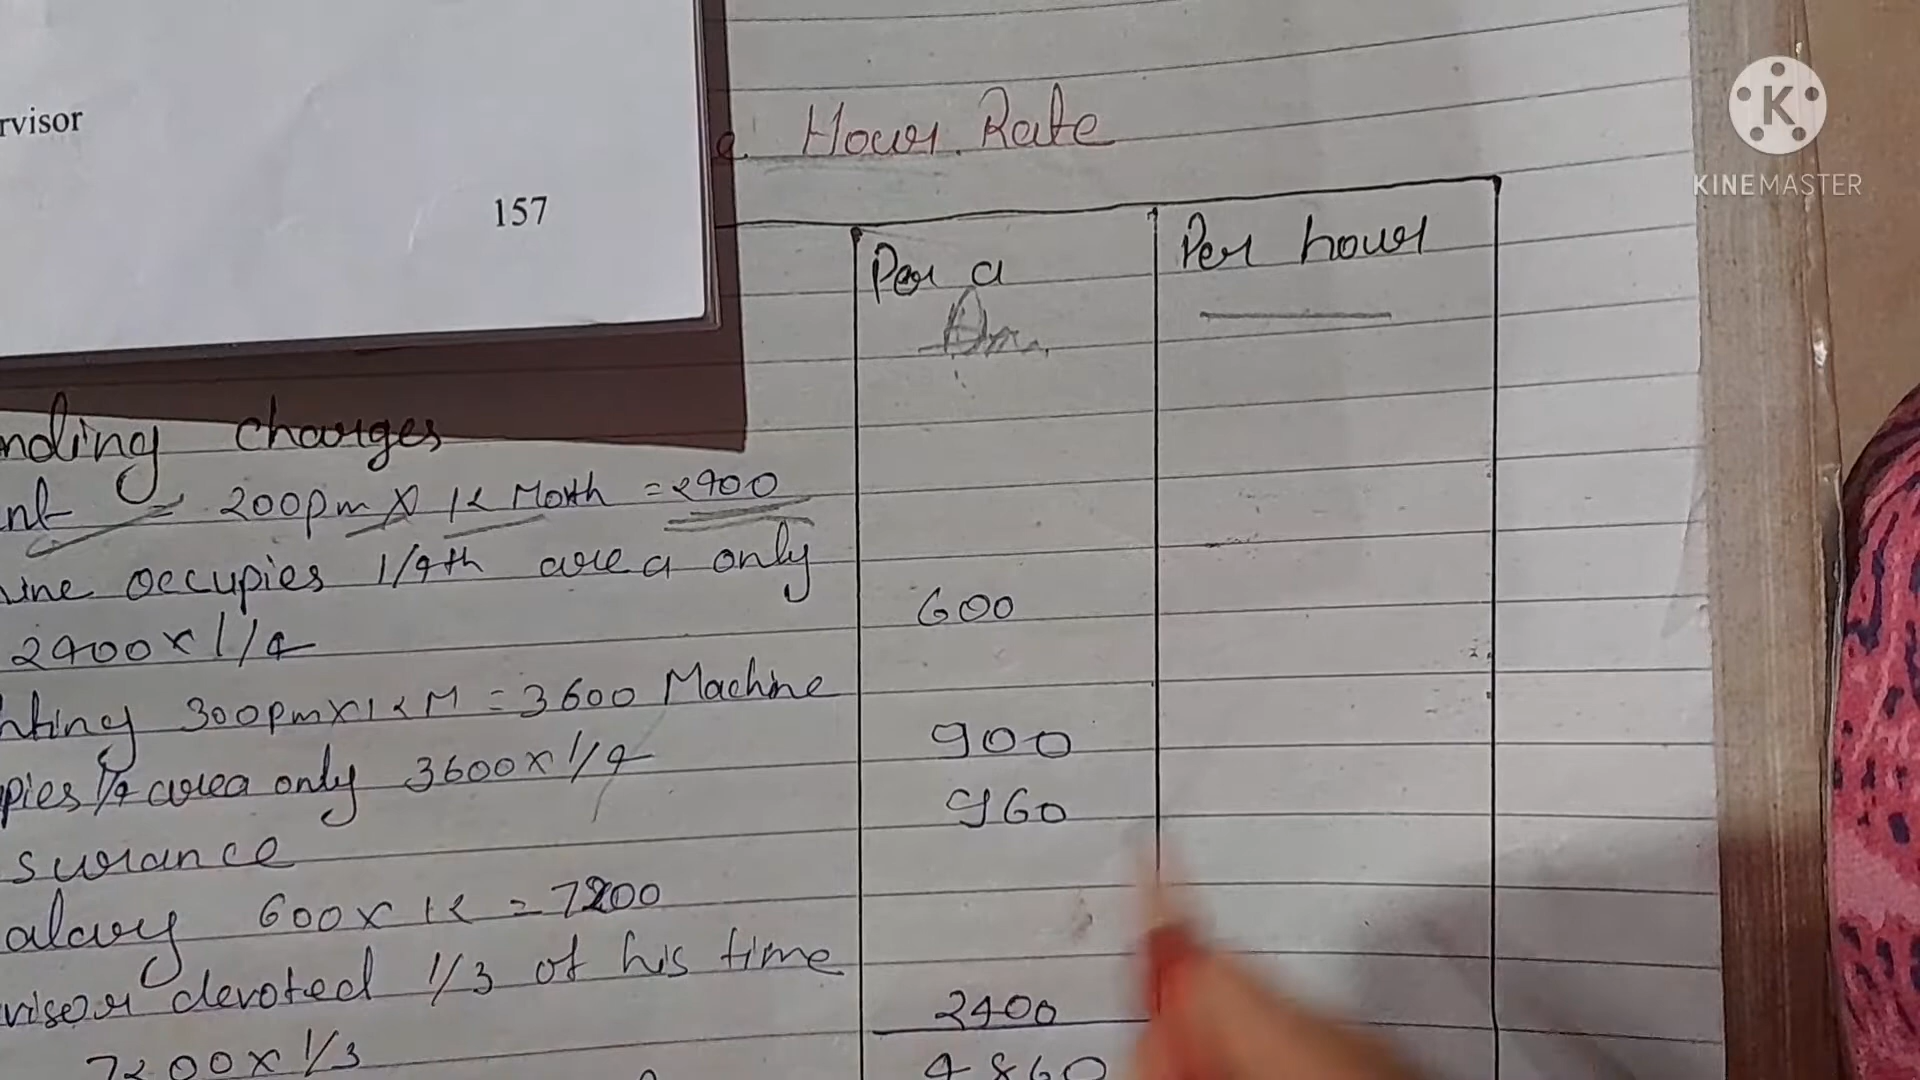 rvisor
157
e Hour Rate
Per a
Per hour
nding charges
nt = 200pm X 12 Month = 2400
ine occupies 1/4th area only
2400 x 1/4
600
hting 300pm x 12 M = 3600 Machine
900
pies 1/4 area only 3600 x 1/4
960
surance
alary 600 x 12 = 7200
visor devoted 1/3 of his time
2400
7200 x 1/3
4860
K
KINEMASTER